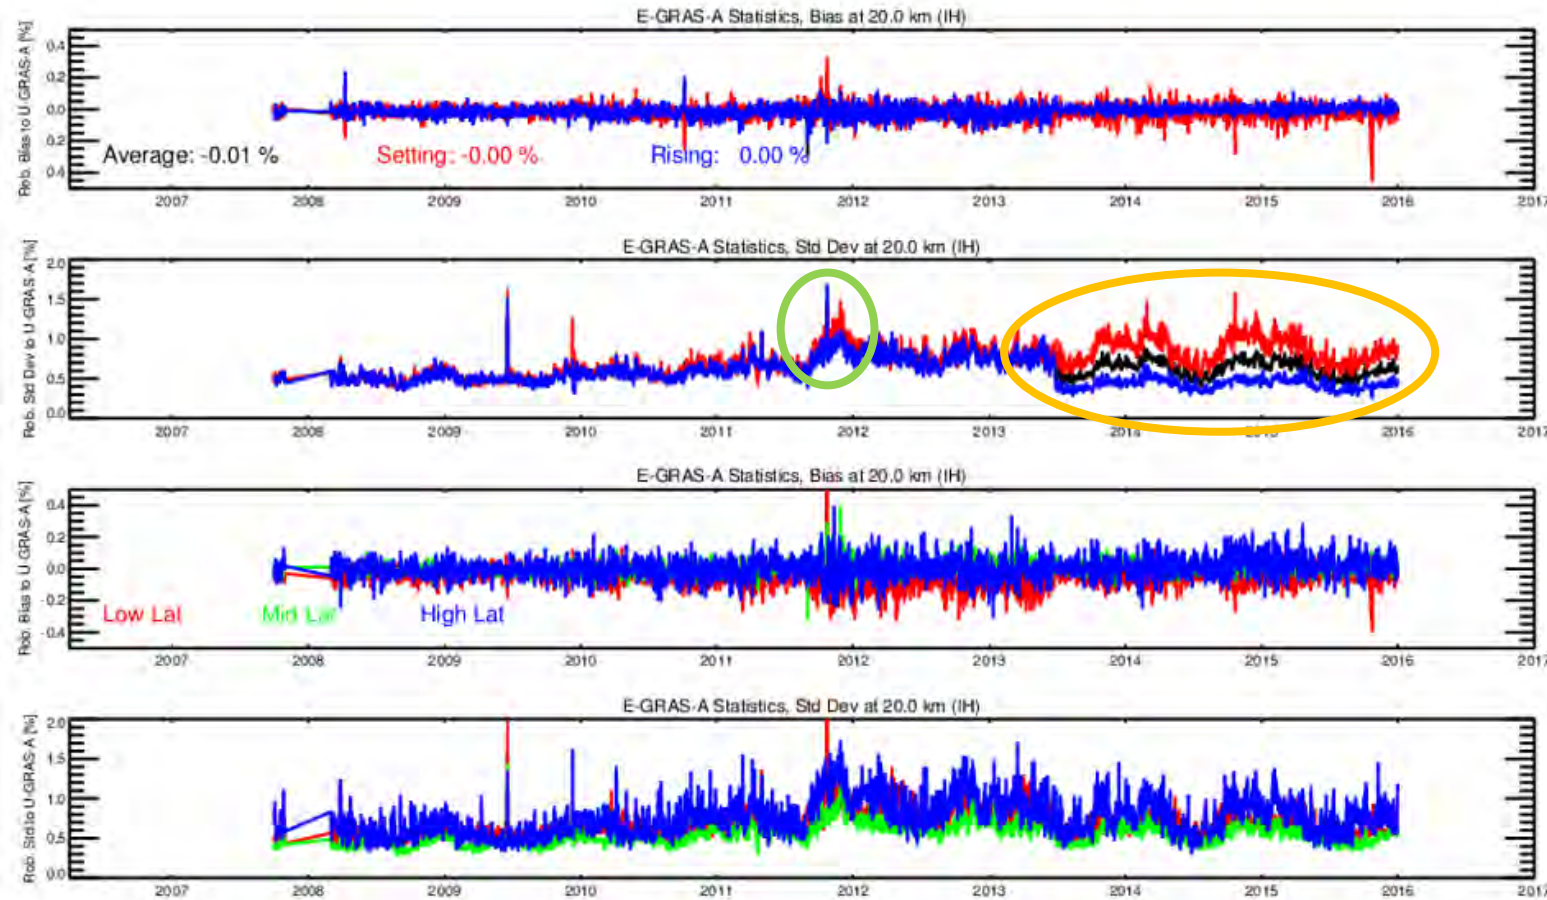 E-GRAS-A Statistics, Bias at 20.0 km (IH)
Rob. Bias to U-GRAS-A [%]
0.4
0.2
0.0
0.2
0.4
Average: -0.01 %
Setting: -0.00 %
Rising: 0.00 %
2007 2008 2009 2010 2011 2012 2013 2014 2015 2016 2017
E-GRAS-A Statistics, Std Dev at 20.0 km (IH)
Rob. Std Dev to U-GRAS-A [%]
2.0
1.5
1.0
0.5
0.0
2007 2008 2009 2010 2011 2012 2013 2014 2015 2016 2017
E-GRAS-A Statistics, Bias at 20.0 km (IH)
Rob. Bias to U-GRAS-A [%]
0.4
0.2
0.0
-0.2
-0.4
Low Lat
Mid Lat
High Lat
2007 2008 2009 2010 2011 2012 2013 2014 2015 2016 2017
E-GRAS-A Statistics, Std Dev at 20.0 km (IH)
Rob. Std to U-GRAS-A [%]
2.0
1.5
1.0
0.5
0.0
2007 2008 2009 2010 2011 2012 2013 2014 2015 2016 2017